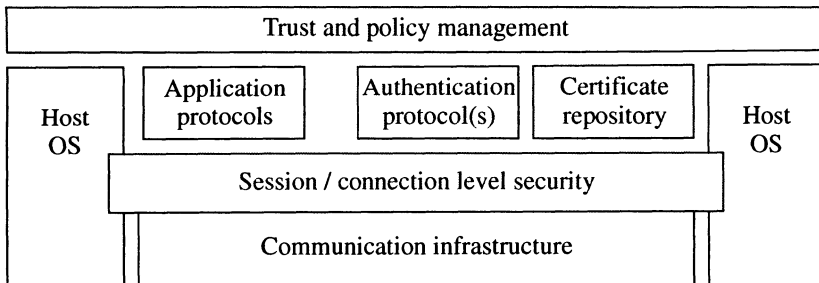 Trust and policy management
Host
OS
Application
protocols
Authentication
protocol(s)
Certificate
repository
Host
OS
Session / connection level security
Communication infrastructure